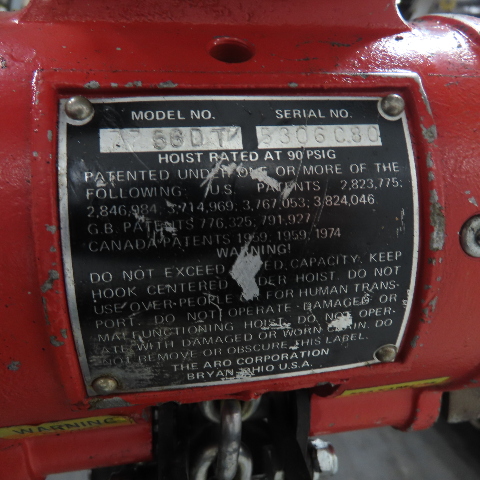 MODEL NO. SERIAL NO.
HOIST RATED AT 90 PSIG
PATENTED UNDER ONE OR MORE OF THE
FOLLOWING: U.S. PATENTS 2,823,775;
2,846,984; 3,714,969; 3,767,053; 3,824,046
G.B. PATENTS 776,325; 791,927
CANADA PATENTS 1959, 1959, 1974
WARNING!
DO NOT EXCEED CAPACITY, KEEP
HOOK CENTERED UNDER HOIST. DO NOT
USE OVER PEOPLE FOR HUMAN TRANS-
PORT. DO NOT OPERATE DAMAGED OR
MALFUNCTIONING HOIST. DO NOT OPER-
ATE WITH DAMAGED OR WORN CHAIN. DO
NOT REMOVE OR OBSCURE THIS LABEL.
THE ARO CORPORATION
BRYAN OHIO U.S.A.
WARNING